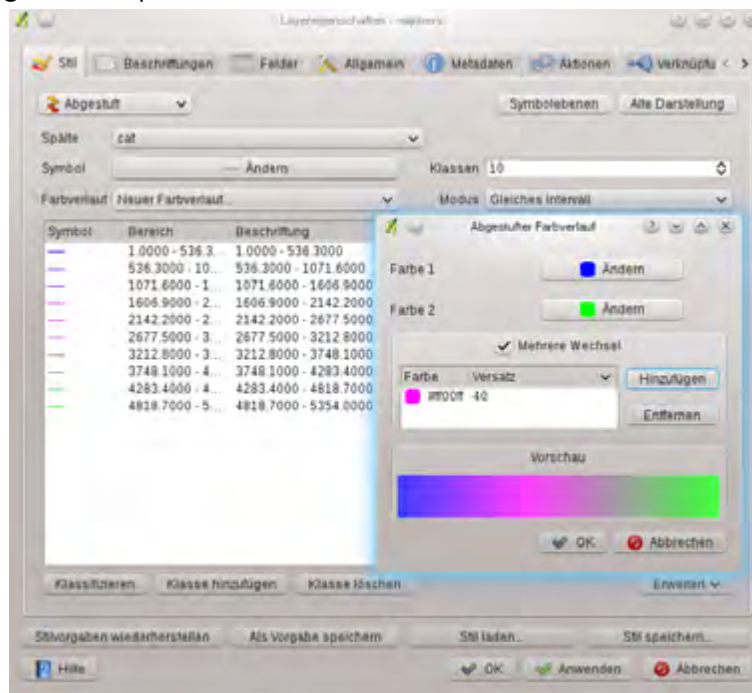 Layereigenschaften - majrivers
Stil Beschriftungen Felder Allgemein Metadaten Aktionen Verknüpfu < >
Abgestuft Symbolebenen Alte Darstellung
Spalte cat
Symbol Ändern Klassen 10
Farbverlauf Neuer Farbverlauf... Modus Gleiches Intervall
Symbol Bereich Beschriftung
1.0000 - 536.3... 1.0000 - 536.3000
536.3000 - 10... 536.3000 - 1071.6000
1071.6000 - 1... 1071.6000 - 1606.9000
1606.9000 - 2... 1606.9000 - 2142.2000
2142.2000 - 2... 2142.2000 - 2677.5000
2677.5000 - 3... 2677.5000 - 3212.8000
3212.8000 - 3... 3212.8000 - 3748.1000
3748.1000 - 4... 3748.1000 - 4283.4000
4283.4000 - 4... 4283.4000 - 4818.7000
4818.7000 - 5... 4818.7000 - 5354.0000
Abgestufter Farbverlauf
Farbe 1 Ändern
Farbe 2 Ändern
Mehrere Wechsel
Farbe Versatz Hinzufügen
#ff00ff 40
Entfernen
Vorschau
OK Abbrechen
Klassifizieren Klasse hinzufügen Klasse löschen Erweitert
Stilvorgaben wiederherstellen Als Vorgabe speichern Stil laden... Stil speichern...
Hilfe OK Anwenden Abbrechen